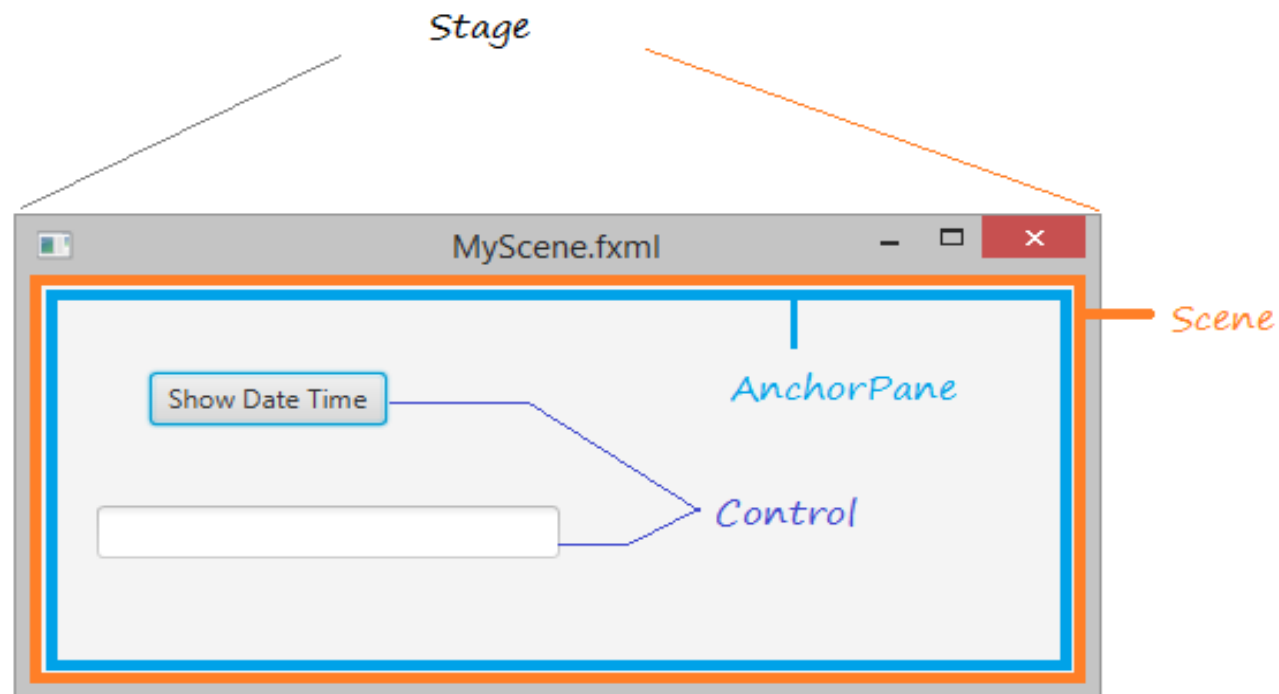 Stage
MyScene.fxml
Scene
AnchorPane
Show Date Time
Control